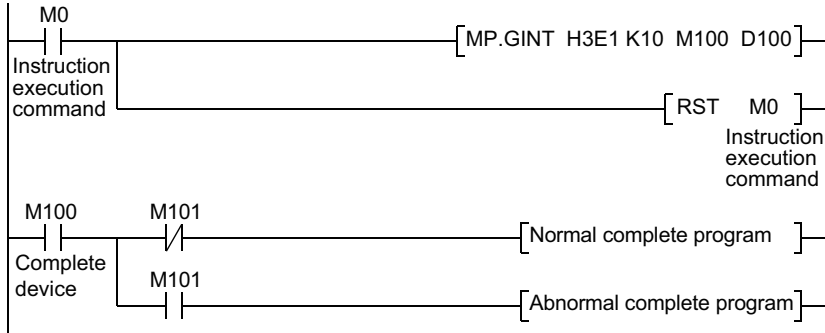 M0
MP.GINT H3E1 K10 M100 D100
Instruction
execution
command
RST M0
Instruction
execution
command
M100 M101
Normal complete program
Complete
device
M101
Abnormal complete program